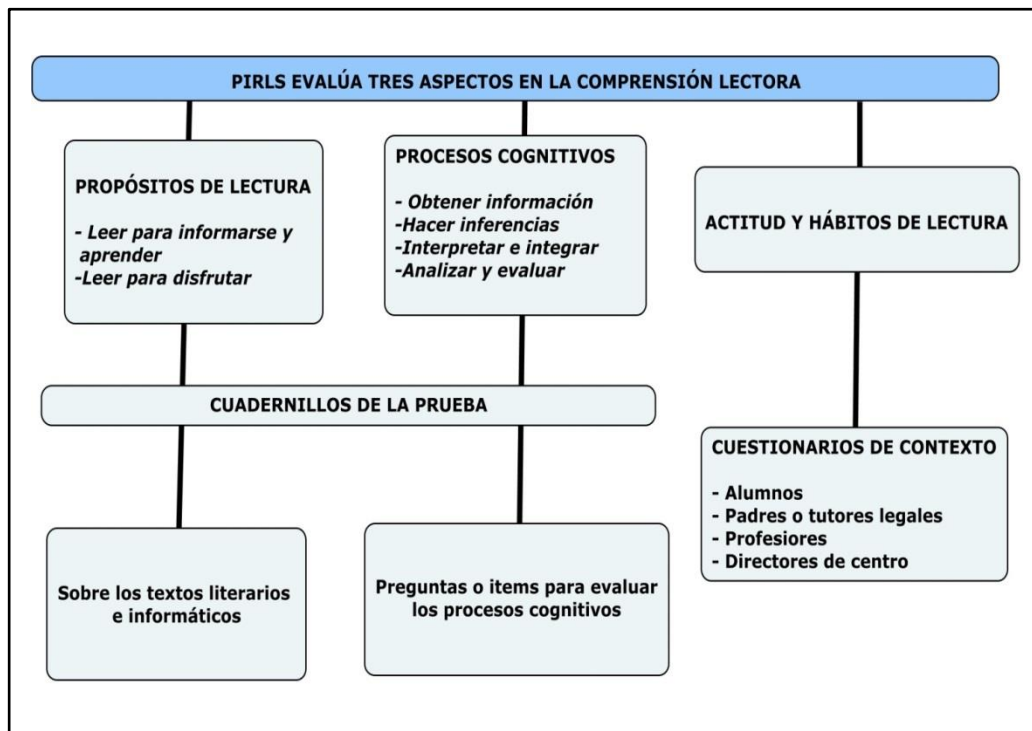 PIRLS EVALÚA TRES ASPECTOS EN LA COMPRENSIÓN LECTORA
PROPÓSITOS DE LECTURA
- Leer para informarse y
aprender
-Leer para disfrutar
PROCESOS COGNITIVOS
- Obtener información
-Hacer inferencias
-Interpretar e integrar
-Analizar y evaluar
ACTITUD Y HÁBITOS DE LECTURA
CUADERNILLOS DE LA PRUEBA
Sobre los textos literarios
e informáticos
Preguntas o items para evaluar
los procesos cognitivos
CUESTIONARIOS DE CONTEXTO
- Alumnos
- Padres o tutores legales
- Profesiores
- Directores de centro